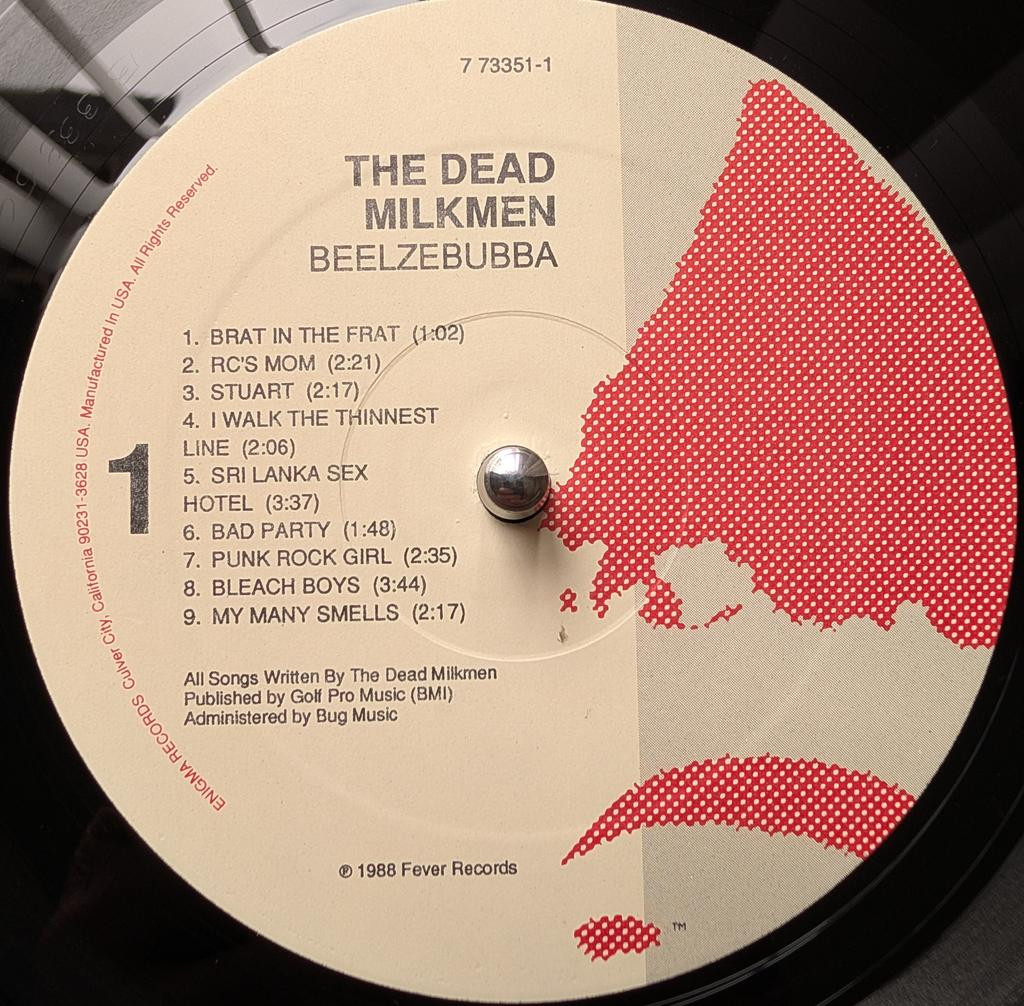 7 73351-1
THE DEAD
MILKMEN
BEELZEBUBBA
1. BRAT IN THE FRAT (1:02)
2. RC'S MOM (2:21)
3. STUART (2:17)
4. I WALK THE THINNEST
LINE (2:06)
5. SRI LANKA SEX
HOTEL (3:37)
6. BAD PARTY (1:48)
7. PUNK ROCK GIRL (2:35)
8. BLEACH BOYS (3:44)
9. MY MANY SMELLS (2:17)
1
All Songs Written By The Dead Milkmen
Published by Golf Pro Music (BMI)
Administered by Bug Music
℗ 1988 Fever Records
ENIGMA RECORDS, Culver City, California 90231-3628 USA. Manufactured In USA. All Rights Reserved.
™